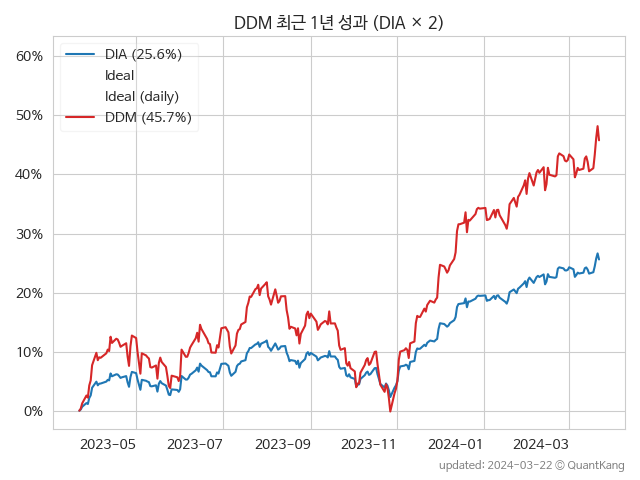 DDM 최근 1년 성과 (DIA × 2)
DIA (25.6%)
Ideal
Ideal (daily)
DDM (45.7%)
60%
50%
40%
30%
20%
10%
0%
2023-05 2023-07 2023-09 2023-11 2024-01 2024-03
updated: 2024-03-22 © QuantKang